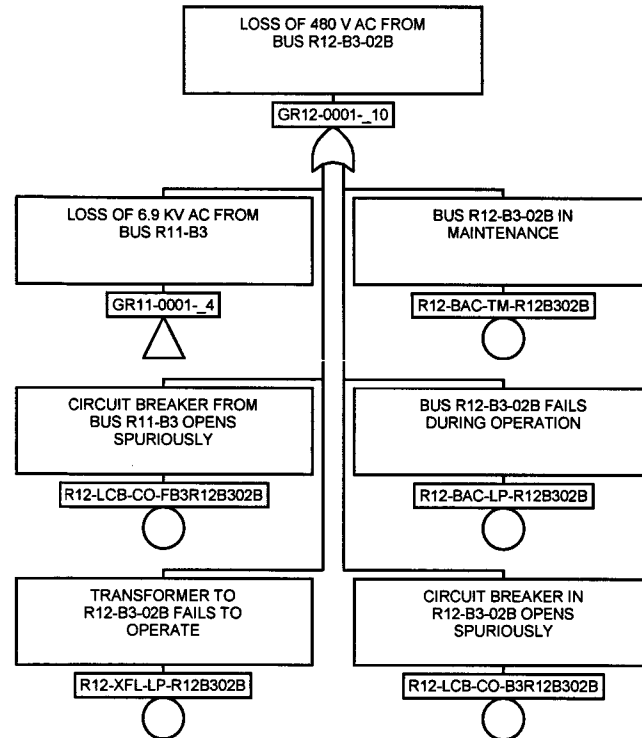 LOSS OF 480 V AC FROM
BUS R12-B3-02B
GR12-0001-_10
LOSS OF 6.9 KV AC FROM
BUS R11-B3
GR11-0001-_4
BUS R12-B3-02B IN
MAINTENANCE
R12-BAC-TM-R12B302B
CIRCUIT BREAKER FROM
BUS R11-B3 OPENS
SPURIOUSLY
R12-LCB-CO-FB3R12B302B
BUS R12-B3-02B FAILS
DURING OPERATION
R12-BAC-LP-R12B302B
TRANSFORMER TO
R12-B3-02B FAILS TO
OPERATE
R12-XFL-LP-R12B302B
CIRCUIT BREAKER IN
R12-B3-02B OPENS
SPURIOUSLY
R12-LCB-CO-B3R12B302B